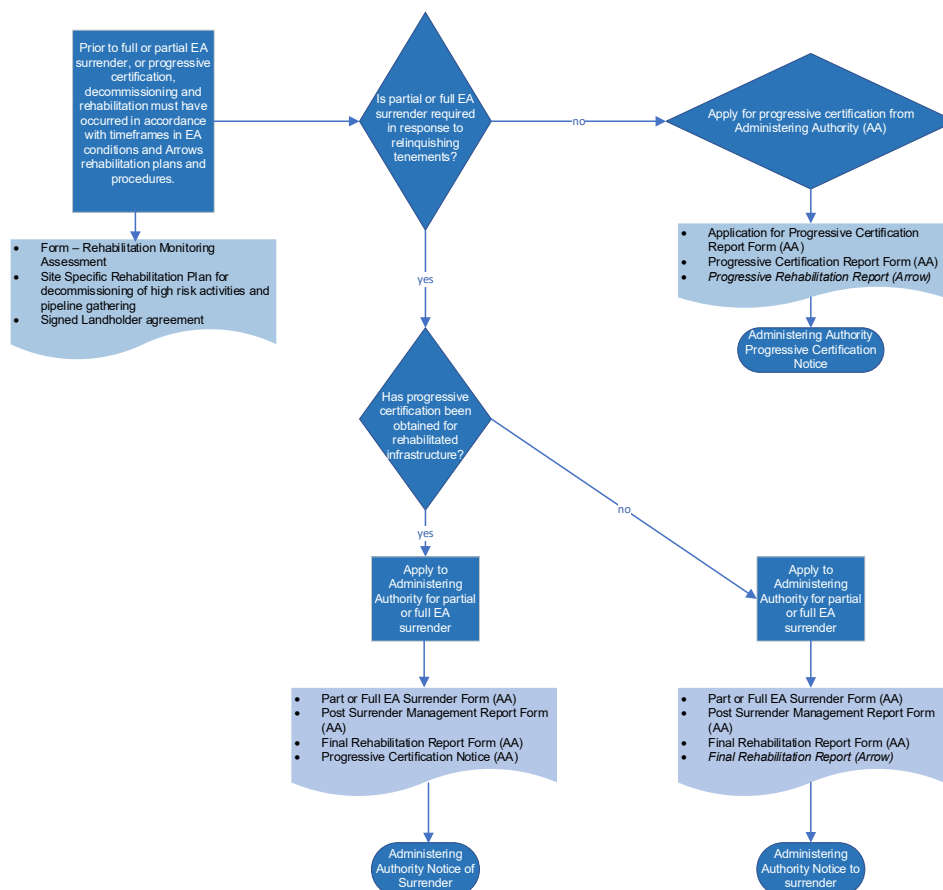 Prior to full or partial EA
surrender, or progressive
certification,
decommissioning and
rehabilitation must have
occurred in accordance
with timeframes in EA
conditions and Arrows
rehabilitation plans and
procedures.
Is partial or full EA
surrender required
in response to
relinquishing
tenements?
no
Apply for progressive certification from
Administering Authority (AA)
• Form – Rehabilitation Monitoring
Assessment
• Site Specific Rehabilitation Plan for
decommissioning of high risk activities and
pipeline gathering
• Signed Landholder agreement
yes
• Application for Progressive Certification
Report Form (AA)
• Progressive Certification Report Form (AA)
• Progressive Rehabilitation Report (Arrow)
Administering Authority
Progressive Certification
Notice
Has progressive
certification been
obtained for
rehabilitated
infrastructure?
no
yes
Apply to
Administering
Authority for partial
or full EA
surrender
Apply to
Administering
Authority for partial
or full EA
surrender
• Part or Full EA Surrender Form (AA)
• Post Surrender Management Report Form
(AA)
• Final Rehabilitation Report Form (AA)
• Progressive Certification Notice (AA)
• Part or Full EA Surrender Form (AA)
• Post Surrender Management Report Form
(AA)
• Final Rehabilitation Report Form (AA)
• Final Rehabilitation Report (Arrow)
Administering
Authority Notice of
Surrender
Administering
Authority Notice to
surrender